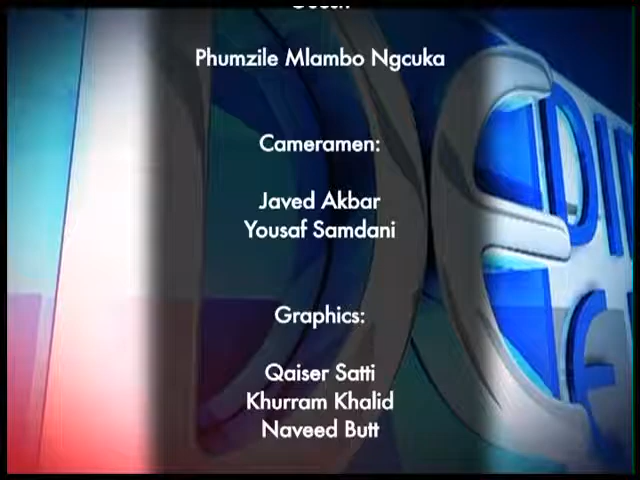 Phumzile Mlambo Ngcuka
Cameramen:
Javed Akbar
Yousaf Samdani
Graphics:
Qaiser Satti
Khurram Khalid
Naveed Butt